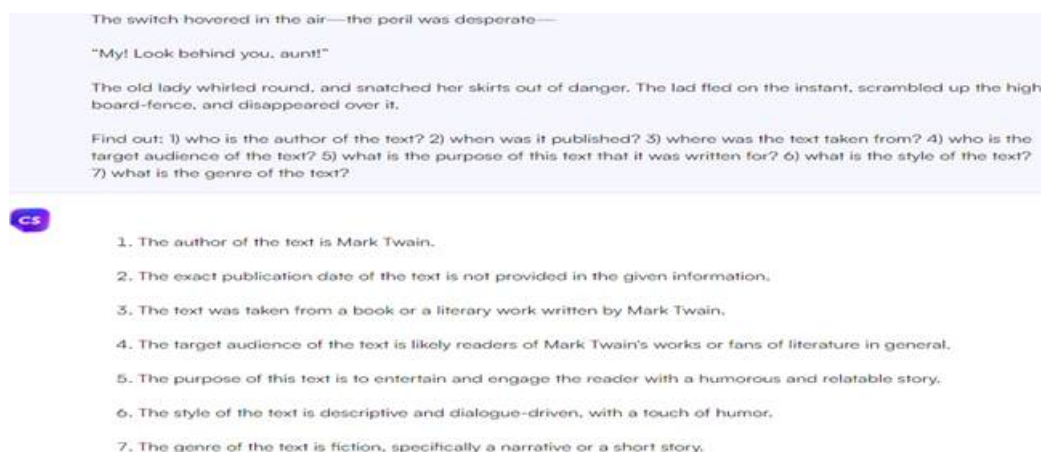 The switch hovered in the air—the peril was desperate—
“My! Look behind you, aunt!”
The old lady whirled round, and snatched her skirts out of danger. The lad fled on the instant, scrambled up the high
board-fence, and disappeared over it.
Find out: 1) who is the author of the text? 2) when was it published? 3) where was the text taken from? 4) who is the
target audience of the text? 5) what is the purpose of this text that it was written for? 6) what is the style of the text?
7) what is the genre of the text?
CS
1. The author of the text is Mark Twain.
2. The exact publication date of the text is not provided in the given information.
3. The text was taken from a book or a literary work written by Mark Twain.
4. The target audience of the text is likely readers of Mark Twain's works or fans of literature in general.
5. The purpose of this text is to entertain and engage the reader with a humorous and relatable story.
6. The style of the text is descriptive and dialogue-driven, with a touch of humor.
7. The genre of the text is fiction, specifically a narrative or a short story.